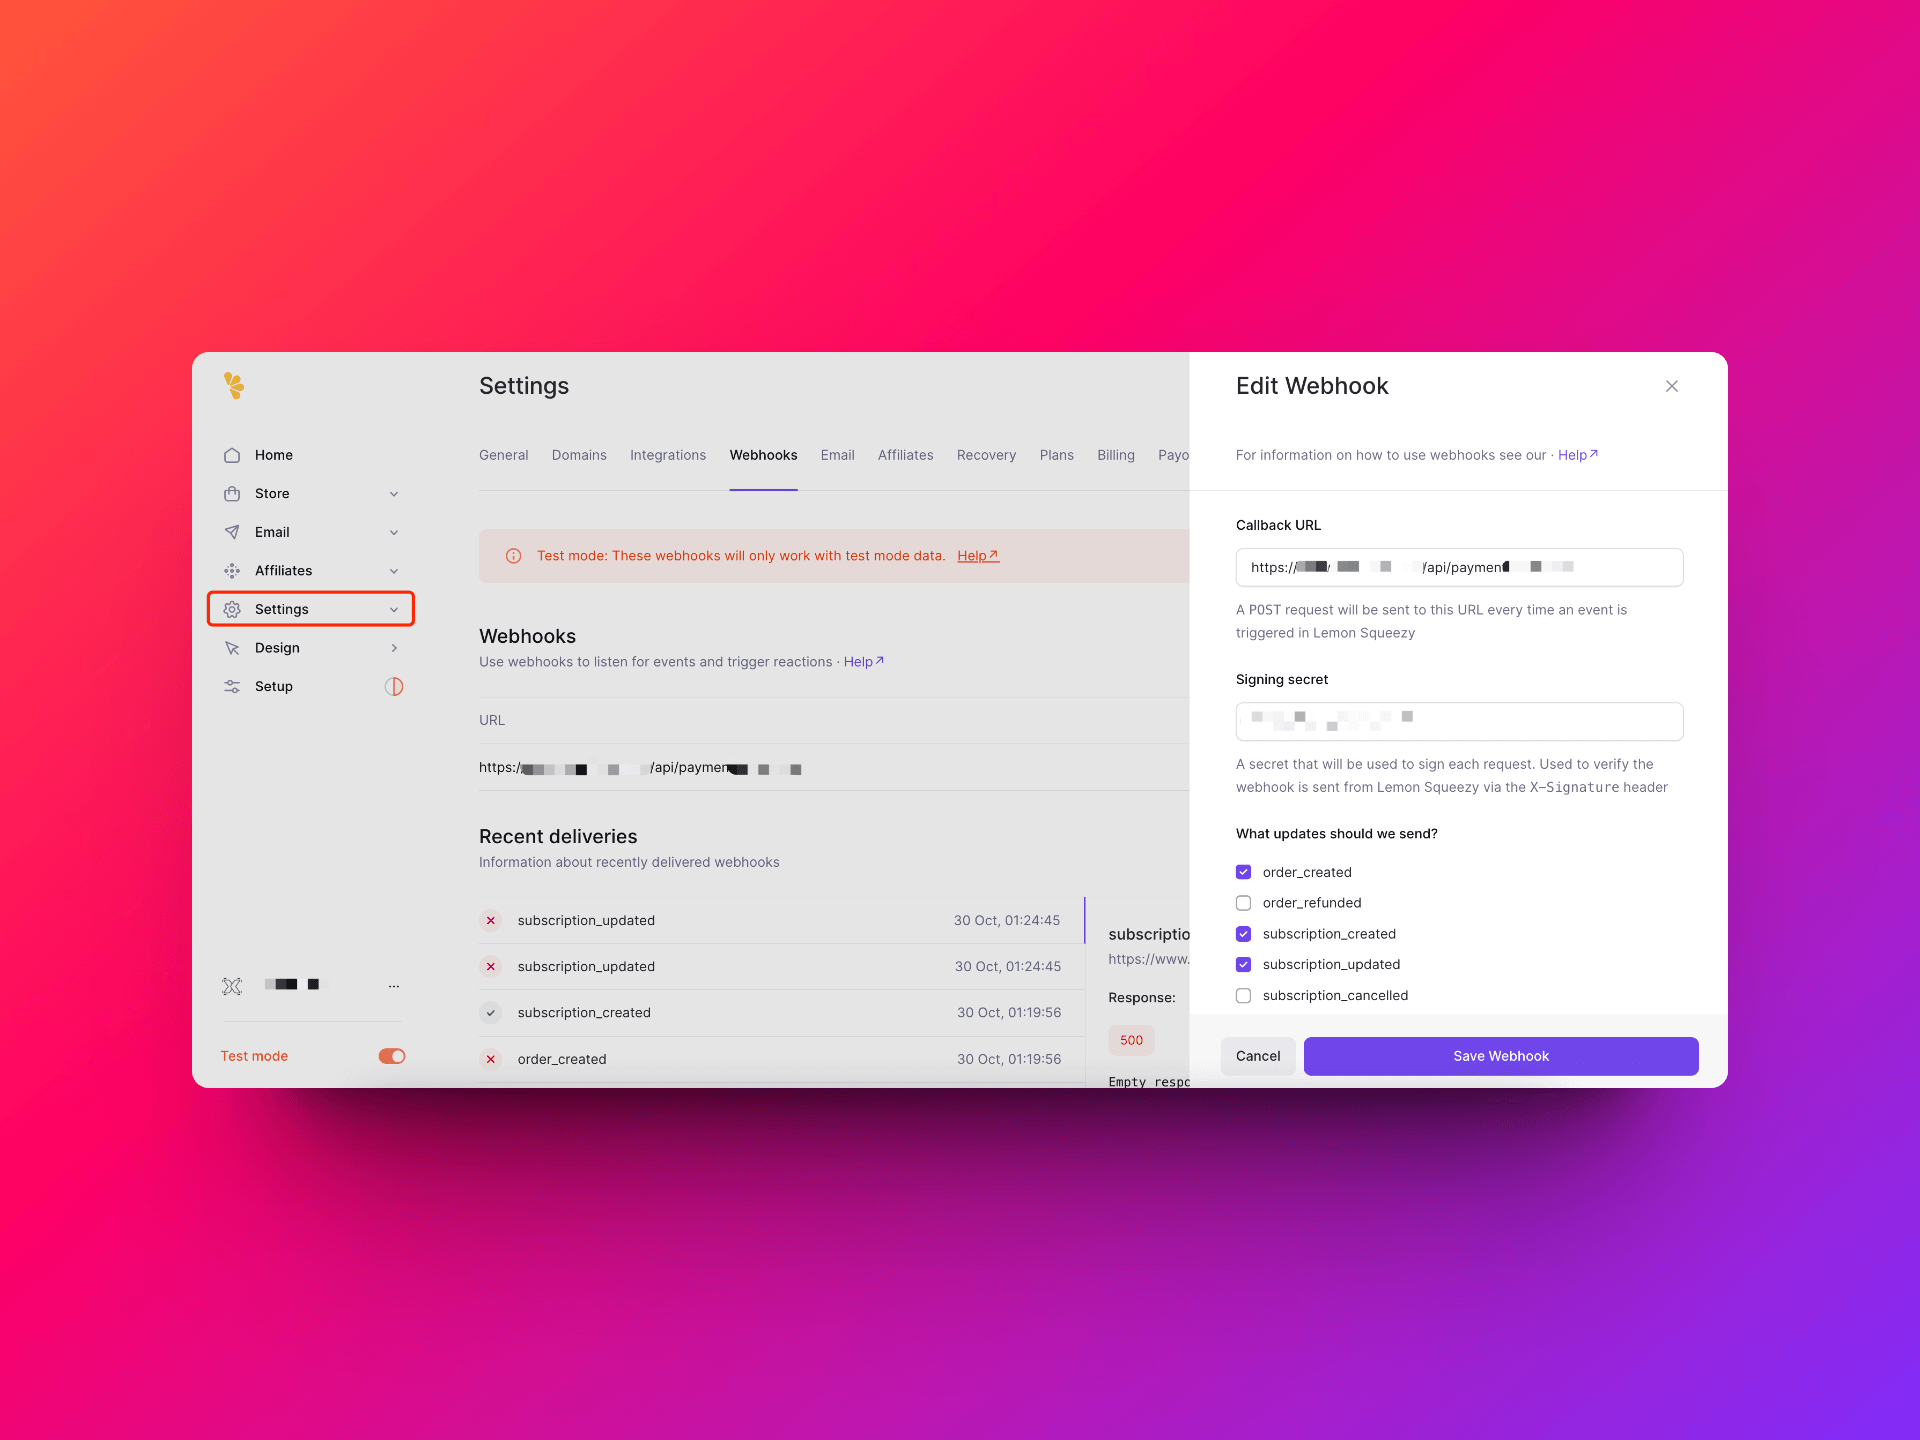 Settings
Home
Store
Email
Affiliates
Settings
Design
Setup
...
Test mode
General Domains Integrations Webhooks Email Affiliates Recovery Plans Billing Payo
Test mode: These webhooks will only work with test mode data. Help↗
Webhooks
Use webhooks to listen for events and trigger reactions · Help↗
URL
https:/ /api/paymen
Recent deliveries
Information about recently delivered webhooks
subscription_updated 30 Oct, 01:24:45
subscription_updated 30 Oct, 01:24:45
subscription_created 30 Oct, 01:19:56
order_created 30 Oct, 01:19:56
subscriptio
https://www.
Response:
500
Empty respo
Edit Webhook
For information on how to use webhooks see our · Help↗
Callback URL
https:// /api/payment
A POST request will be sent to this URL every time an event is
triggered in Lemon Squeezy
Signing secret
A secret that will be used to sign each request. Used to verify the
webhook is sent from Lemon Squeezy via the X-Signature header
What updates should we send?
order_created
order_refunded
subscription_created
subscription_updated
subscription_cancelled
Cancel
Save Webhook